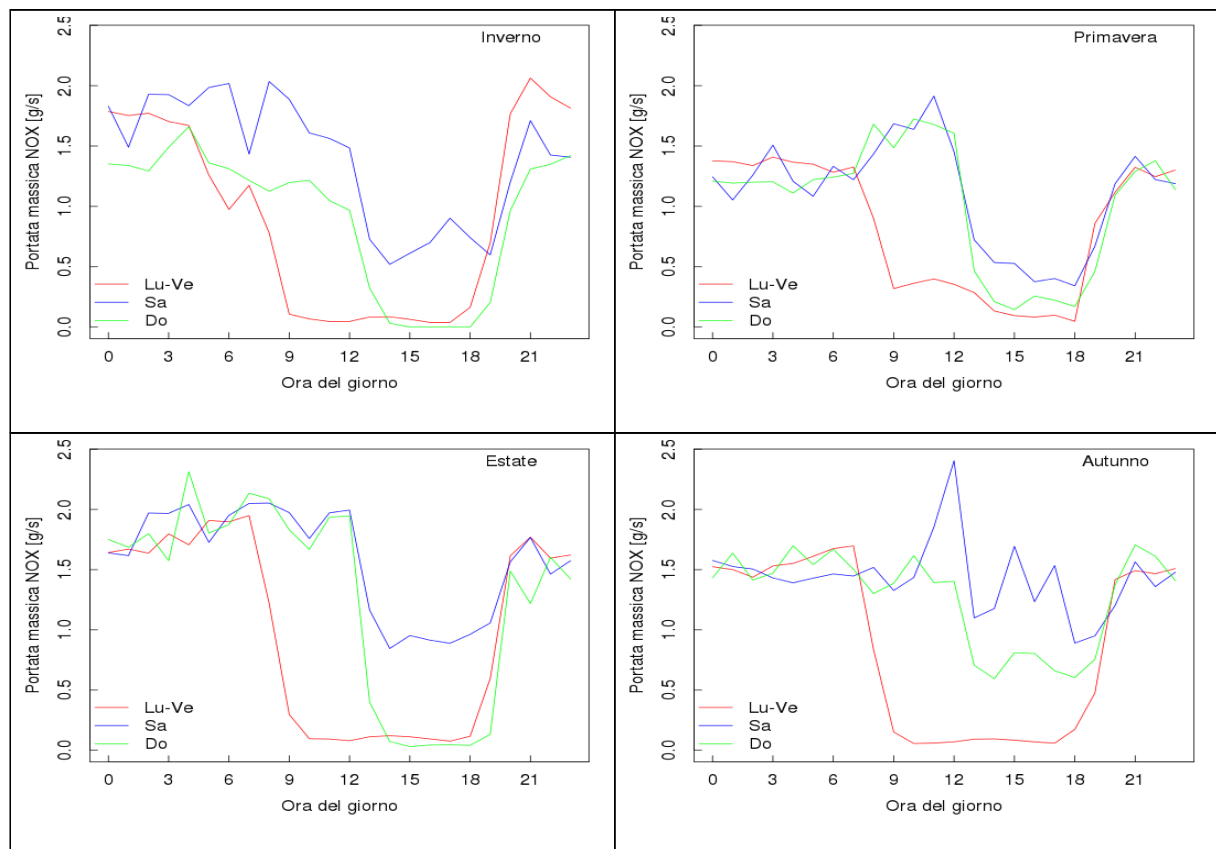 Inverno
Portata massica NOX [g/s]
2.5
2.0
1.5
1.0
0.5
0.0
Lu-Ve
Sa
Do
0 3 6 9 12 15 18 21
Ora del giorno
Primavera
Portata massica NOX [g/s]
2.5
2.0
1.5
1.0
0.5
0.0
Lu-Ve
Sa
Do
0 3 6 9 12 15 18 21
Ora del giorno
Estate
Portata massica NOX [g/s]
2.5
2.0
1.5
1.0
0.5
0.0
Lu-Ve
Sa
Do
0 3 6 9 12 15 18 21
Ora del giorno
Autunno
Portata massica NOX [g/s]
2.5
2.0
1.5
1.0
0.5
0.0
Lu-Ve
Sa
Do
0 3 6 9 12 15 18 21
Ora del giorno